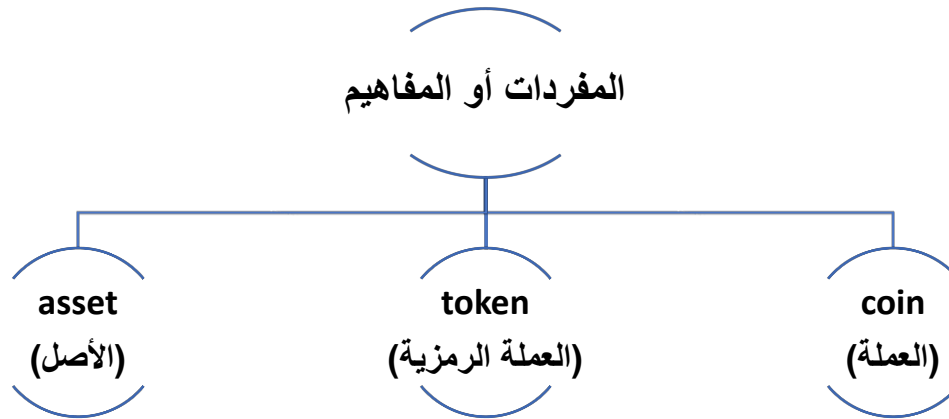 المفردات أو المفاهيم
coin
(العملة)
token
(العملة الرمزية)
asset
(الأصل)